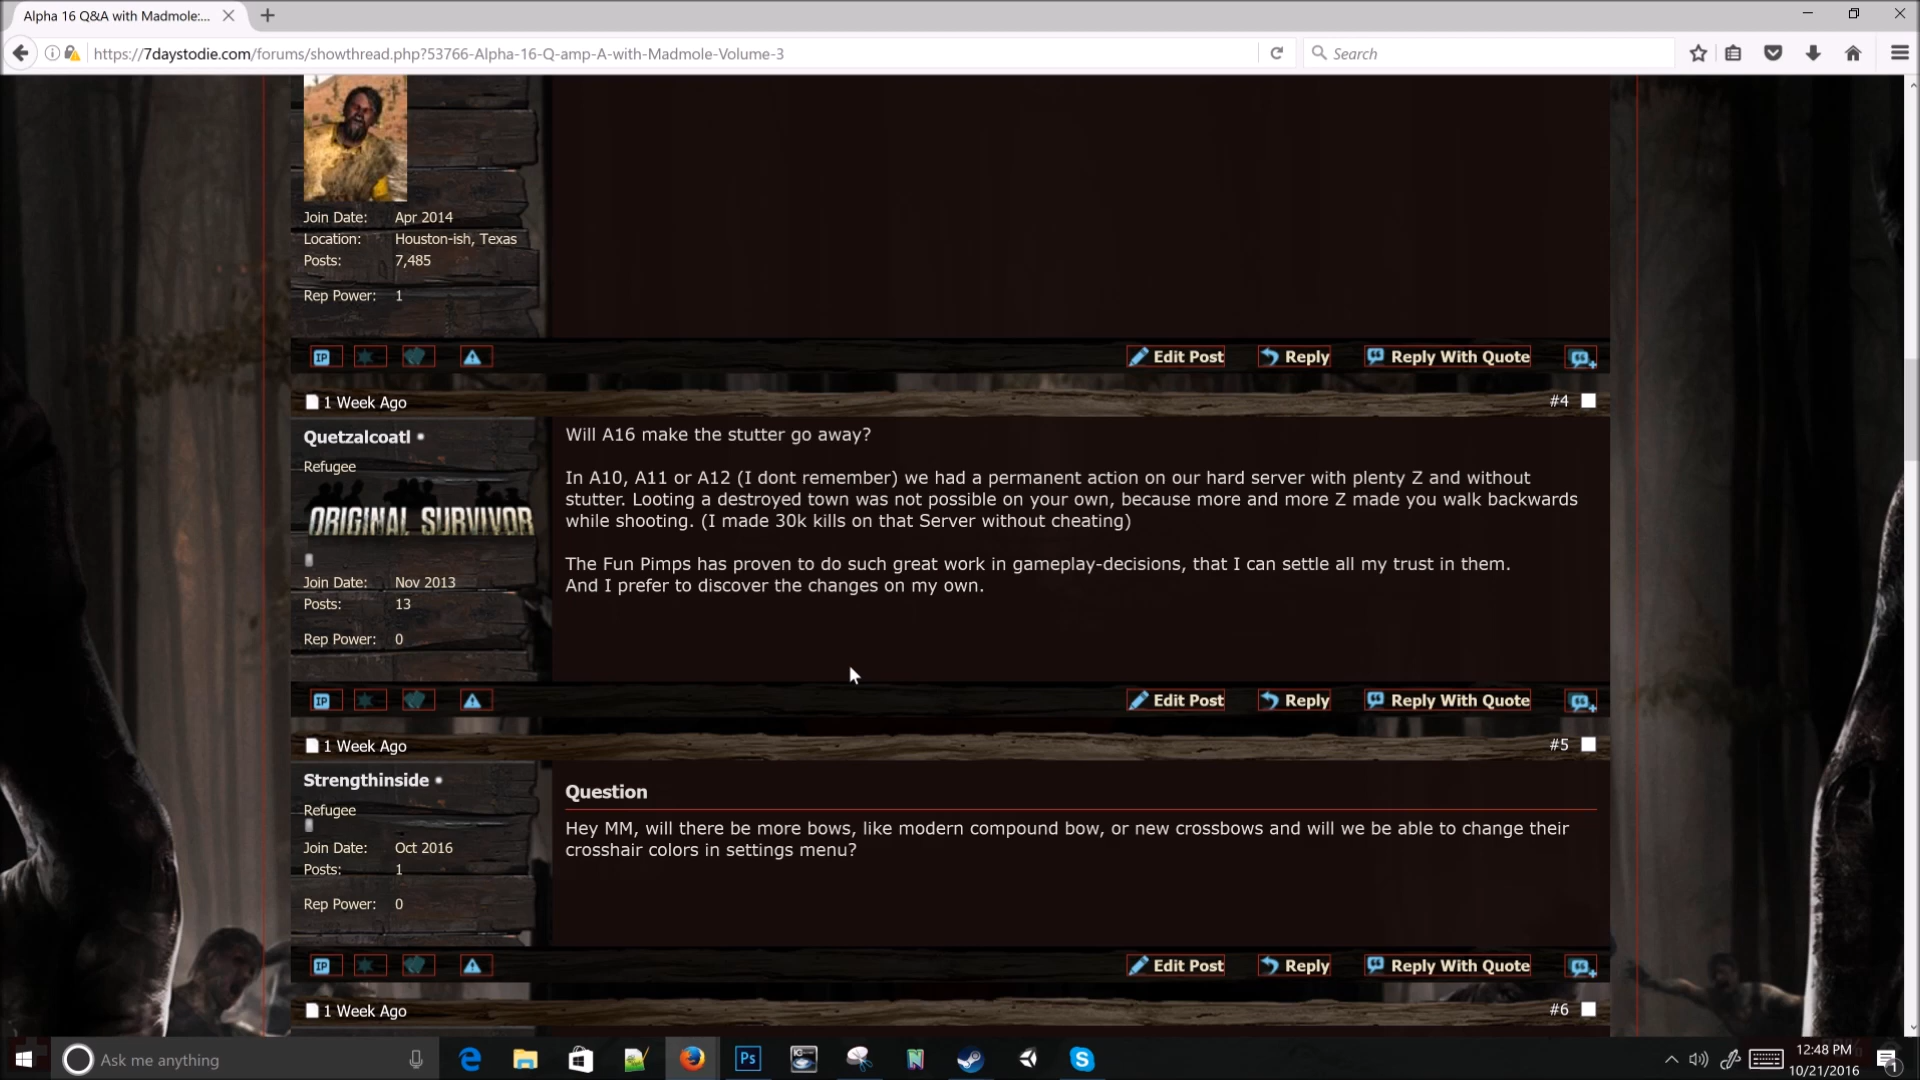 Alpha 16 Q&A with Madmole:...
https://7daystodie.com/forums/showthread.php?53766-Alpha-16-Q-amp-A-with-Madmole-Volume-3
Search
Join Date: Apr 2014
Location: Houston-ish, Texas
Posts: 7,485
Rep Power: 1
IP
Edit Post Reply Reply With Quote
1 Week Ago #4
Quetzalcoatl
Refugee
ORIGINAL SURVIVOR
Join Date: Nov 2013
Posts: 13
Rep Power: 0
Will A16 make the stutter go away?
In A10, A11 or A12 (I dont remember) we had a permanent action on our hard server with plenty Z and without
stutter. Looting a destroyed town was not possible on your own, because more and more Z made you walk backwards
while shooting. (I made 30k kills on that Server without cheating)
The Fun Pimps has proven to do such great work in gameplay-decisions, that I can settle all my trust in them.
And I prefer to discover the changes on my own.
IP
Edit Post Reply Reply With Quote
1 Week Ago #5
Strengthinside
Refugee
Join Date: Oct 2016
Posts: 1
Rep Power: 0
Question
Hey MM, will there be more bows, like modern compound bow, or new crossbows and will we be able to change their
crosshair colors in settings menu?
IP
Edit Post Reply Reply With Quote
1 Week Ago #6
Ask me anything
Ps
12:48 PM
10/21/2016
1